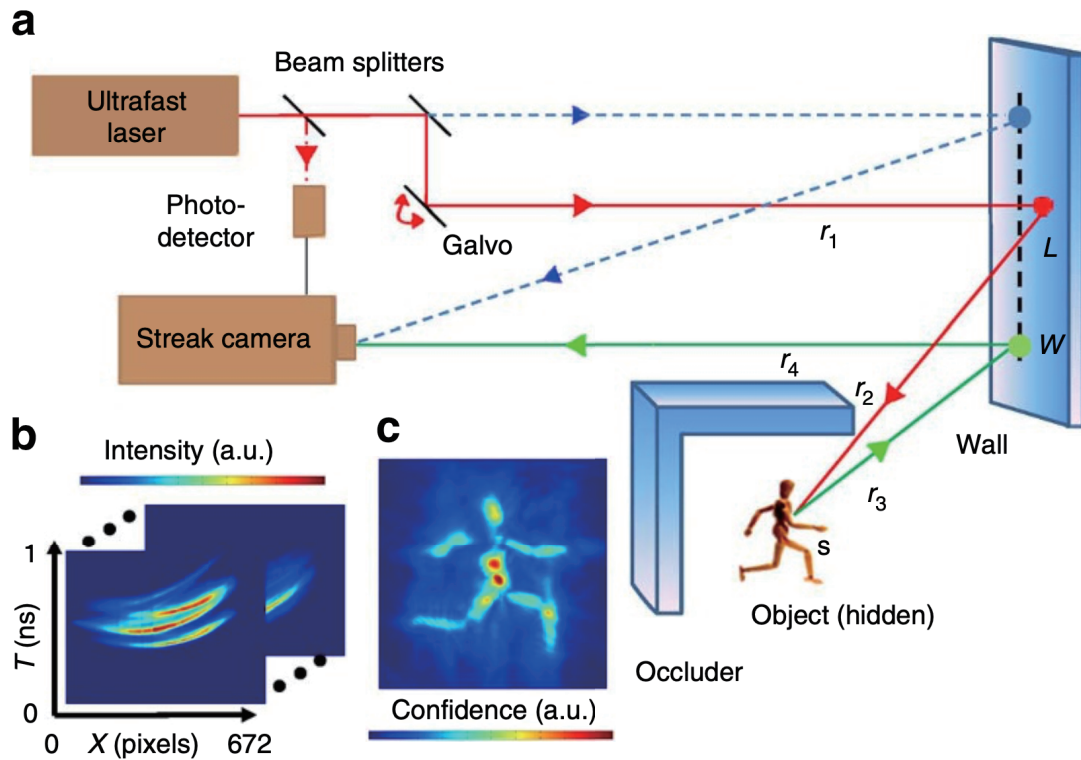 a
Beam splitters
Ultrafast
laser
Photo-
detector
Galvo
r1
L
Streak camera
W
r4
r2
Wall
r3
s
Object (hidden)
Occluder
b
Intensity (a.u.)
1
T (ns)
0
0 X (pixels) 672
c
Confidence (a.u.)